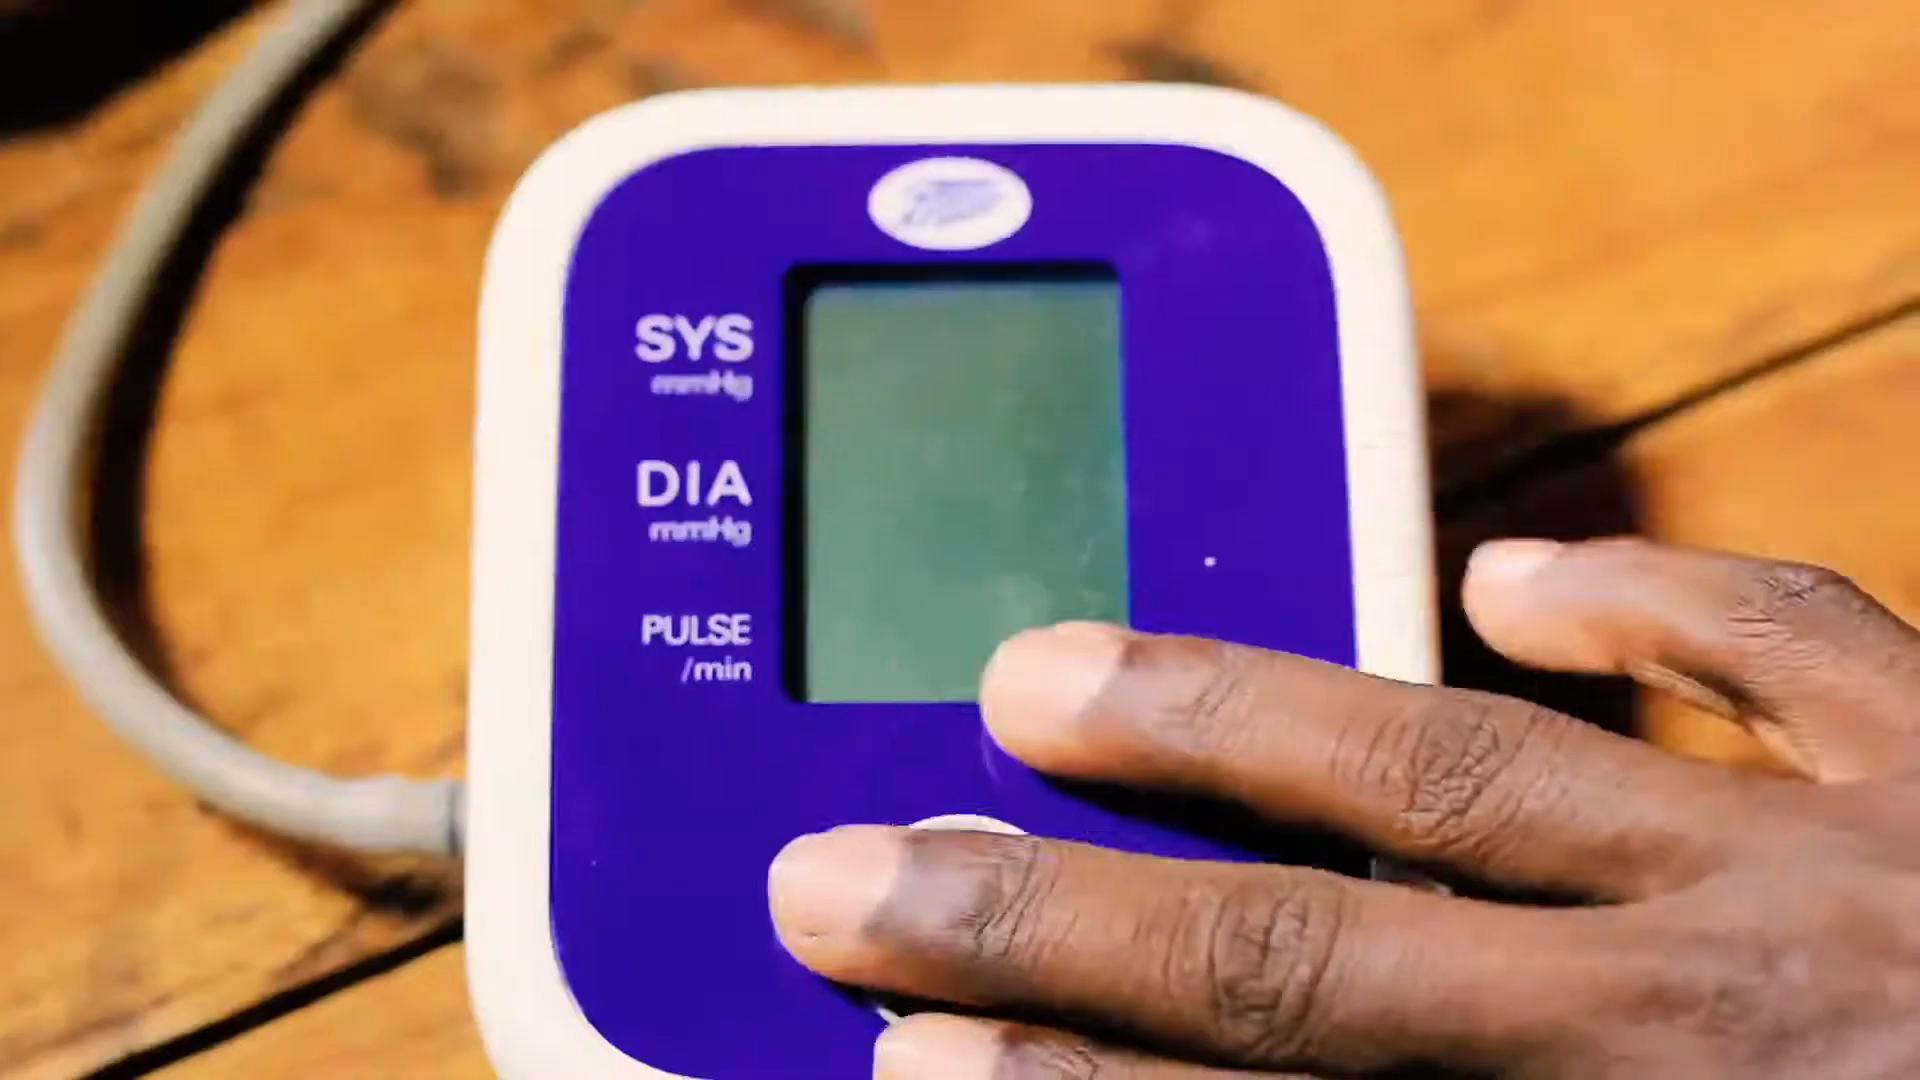 SYS
mmHg
DIA
mmHg
PULSE
/min